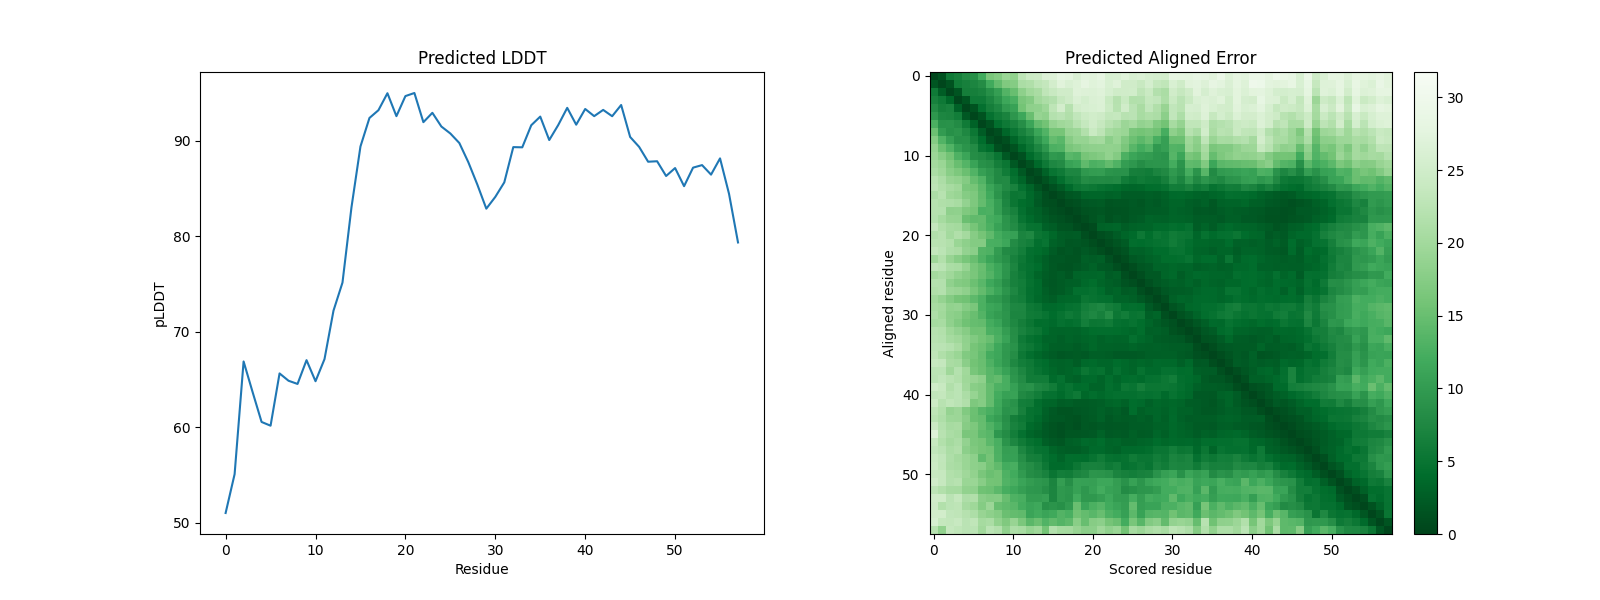 Predicted LDDT
90
80
70
60
50
pLDDT
0 10 20 30 40 50
Residue
Predicted Aligned Error
0
10
20
30
40
50
Aligned residue
0 10 20 30 40 50
Scored residue
30
25
20
15
10
5
0